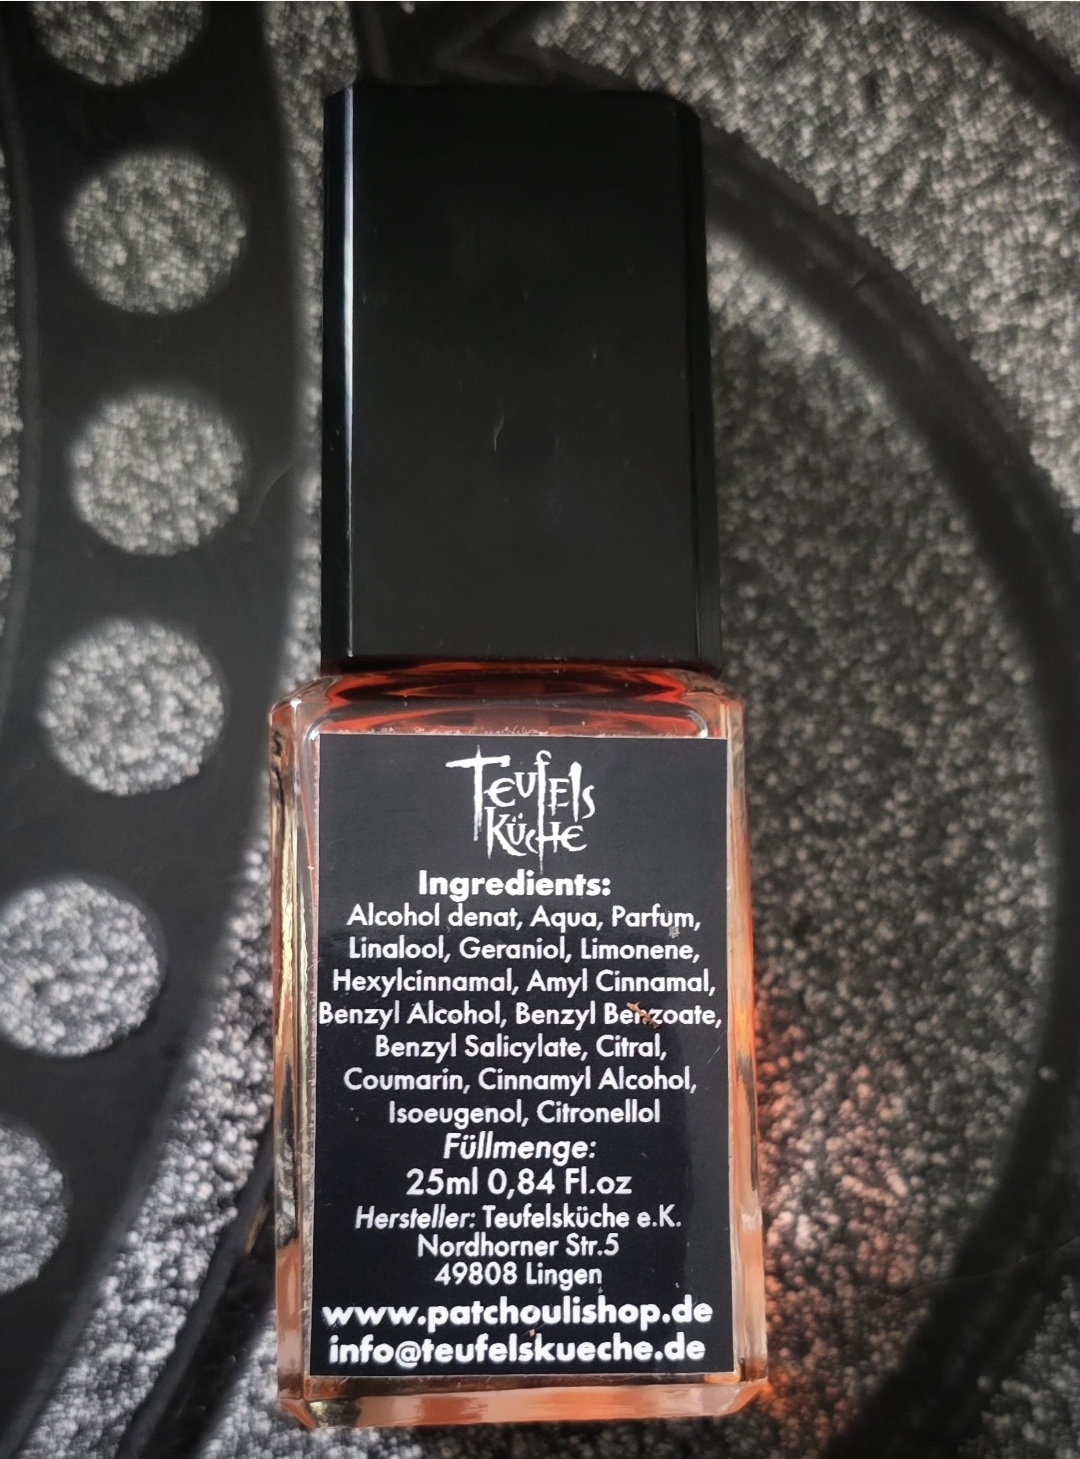 Teufels
Küche
Ingredients:
Alcohol denat, Aqua, Parfum,
Linalool, Geraniol, Limonene,
Hexylcinnamal, Amyl Cinnamal,
Benzyl Alcohol, Benzyl Benzoate,
Benzyl Salicylate, Citral,
Coumarin, Cinnamyl Alcohol,
Isoeugenol, Citronellol
Füllmenge:
25ml 0,84 Fl.oz
Hersteller: Teufelsküche e.K.
Nordhorner Str.5
49808 Lingen
www.patchoulishop.de
info@teufelskueche.de